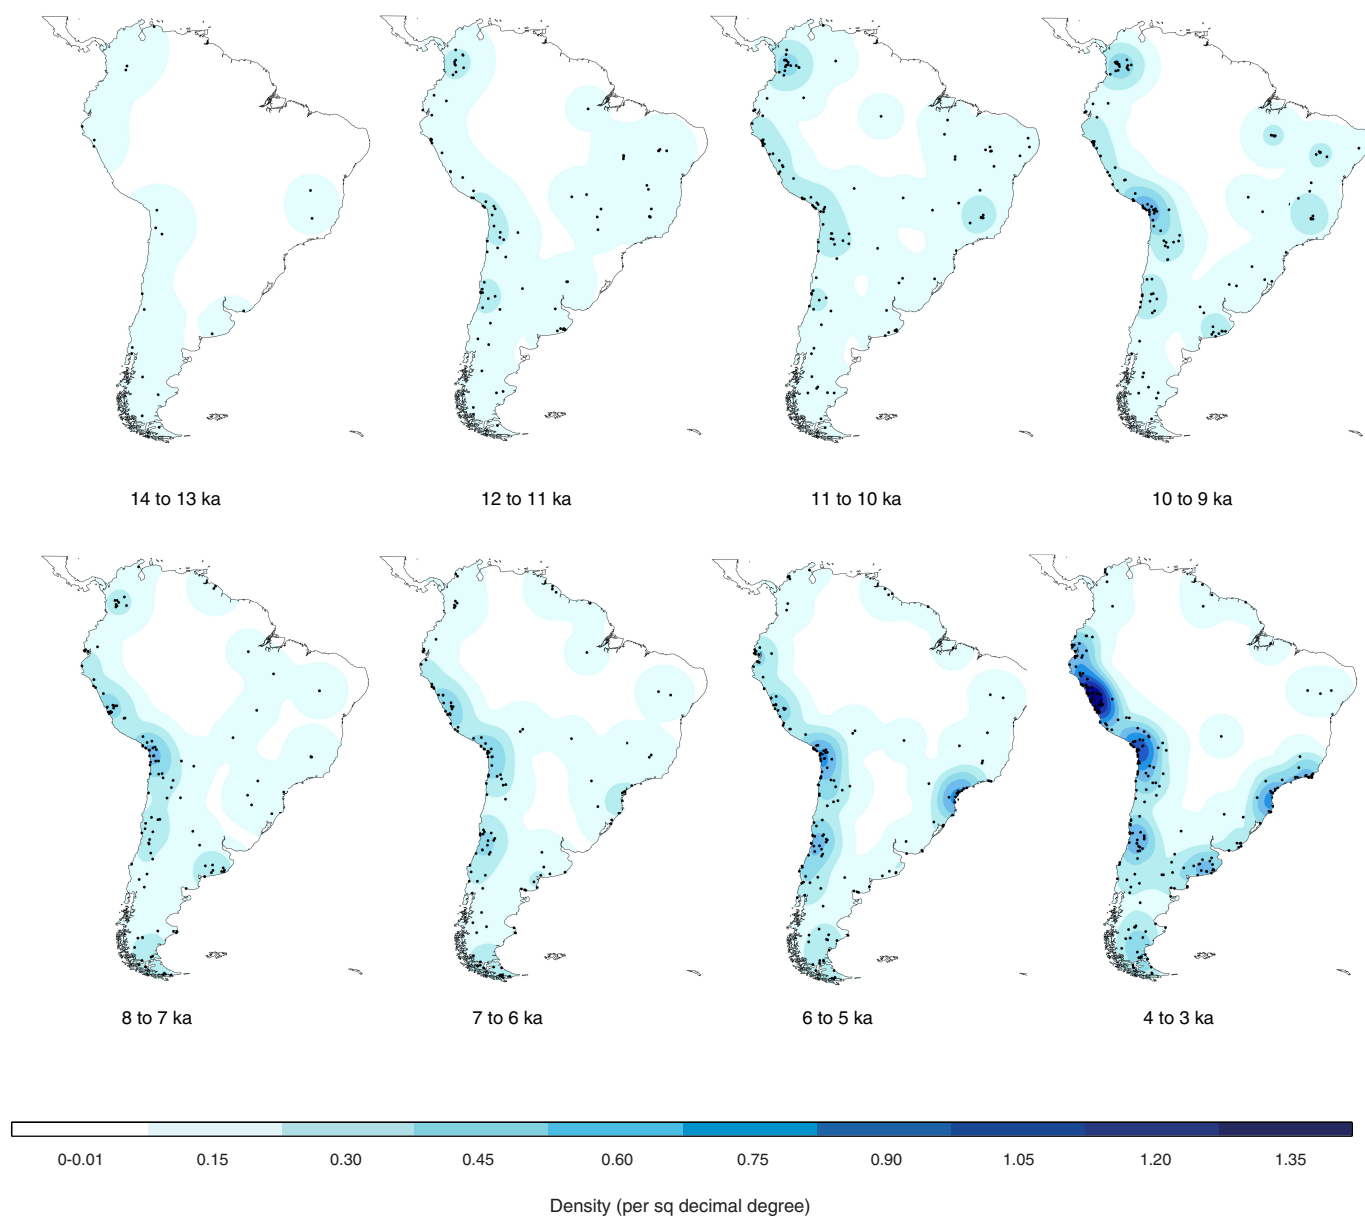 14 to 13 ka
12 to 11 ka
11 to 10 ka
10 to 9 ka
8 to 7 ka
7 to 6 ka
6 to 5 ka
4 to 3 ka
0-0.01 0.15 0.30 0.45 0.60 0.75 0.90 1.05 1.20 1.35
Density (per sq decimal degree)